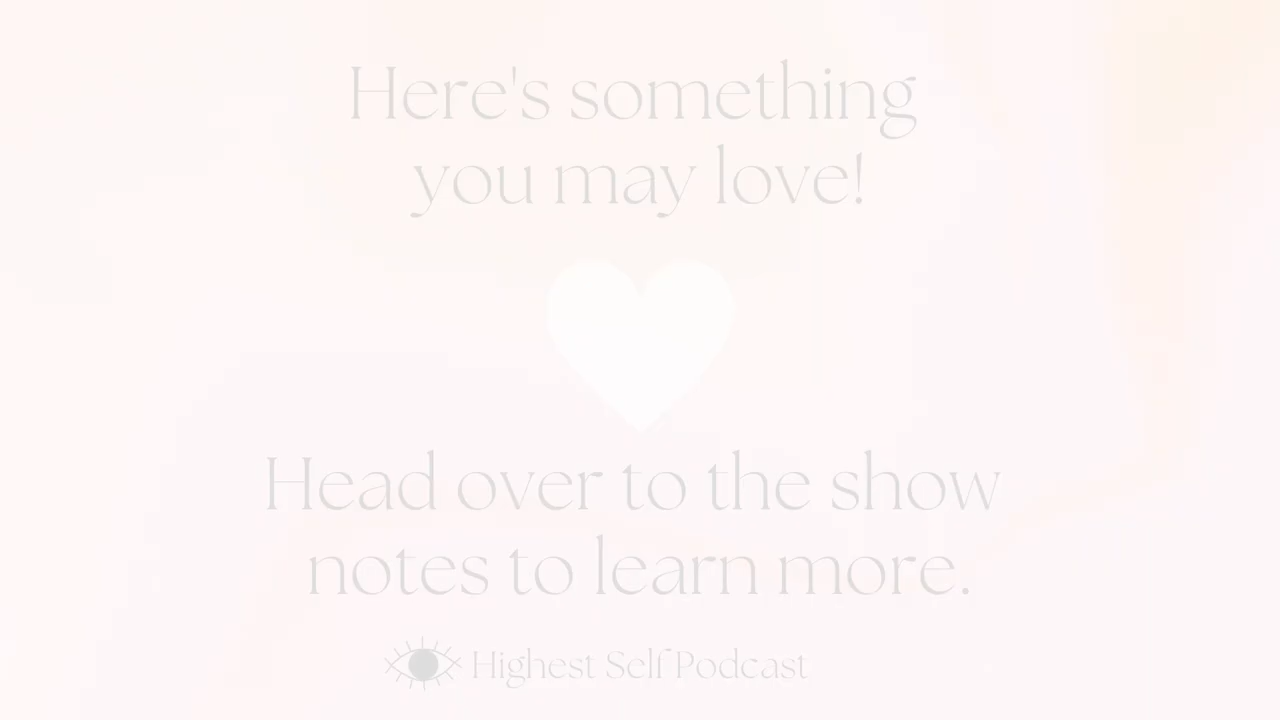 Here's something
you may love!
Head over to the show
notes to learn more.
Highest Self Podcast